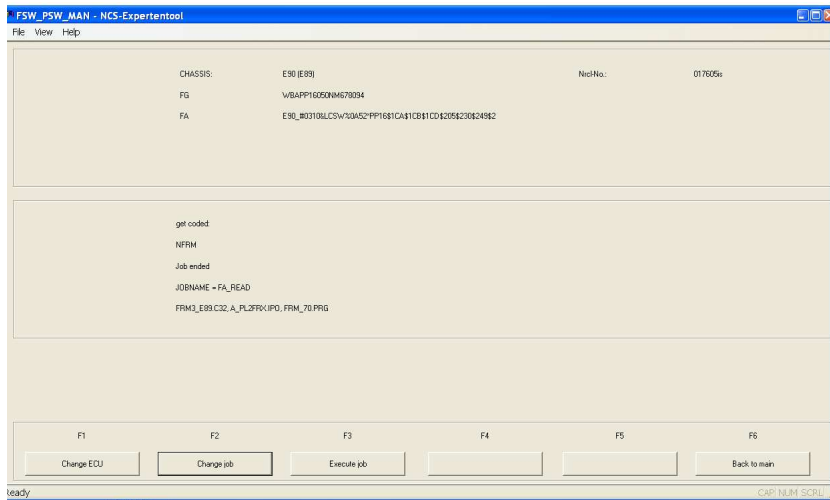 FSW_PSW_MAN - NCS-Expertentool
File View Help
CHASSIS: E90 (E89) Nrcl-No.: 017605is
FG WBAPP16050NM678094
FA E90_#0310&LCSW%0A52*PP16$1CA$1CB$1CD$205$230$249$2
get coded:
NFRM
Job ended
JOBNAME = FA_READ
FRM3_E89.C32, A_PL2FRX.IPO, FRM_70.PRG
F1 F2 F3 F4 F5 F6
Change ECU Change job Execute job Back to main
Ready CAP NUM SCRL